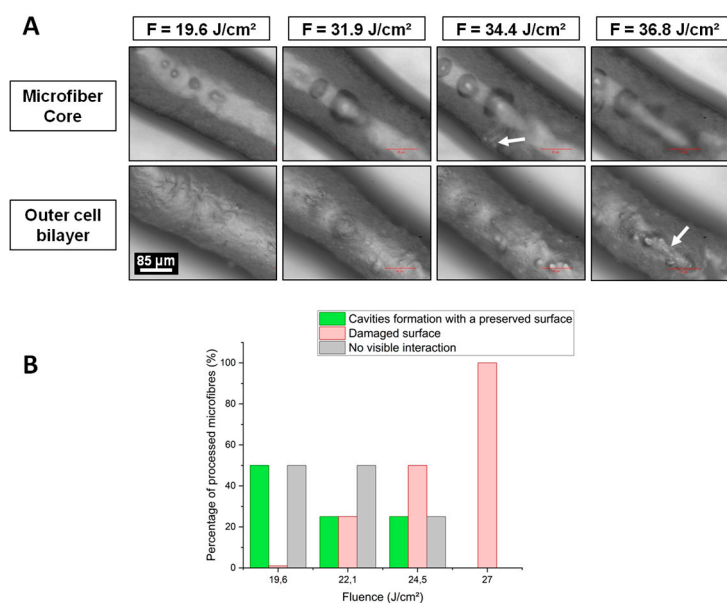 A
F = 19.6 J/cm²
F = 31.9 J/cm²
F = 34.4 J/cm²
F = 36.8 J/cm²
Microfiber
Core
Outer cell
bilayer
85 µm
B
Cavities formation with a preserved surface
Damaged surface
No visible interaction
Percentage of processed microfibres (%)
100
80
60
40
20
0
19,6
22,1
24,5
27
Fluence (J/cm²)